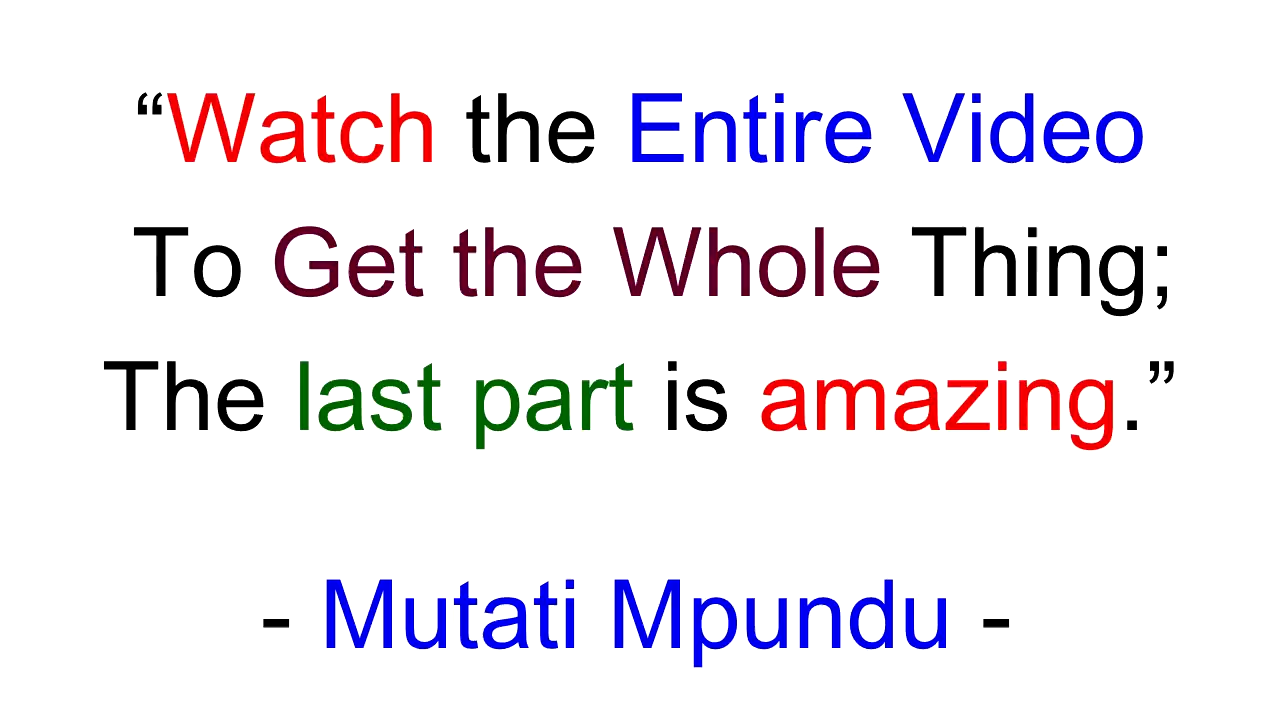 “Watch the Entire Video
To Get the Whole Thing;
The last part is amazing.”
- Mutati Mpundu -